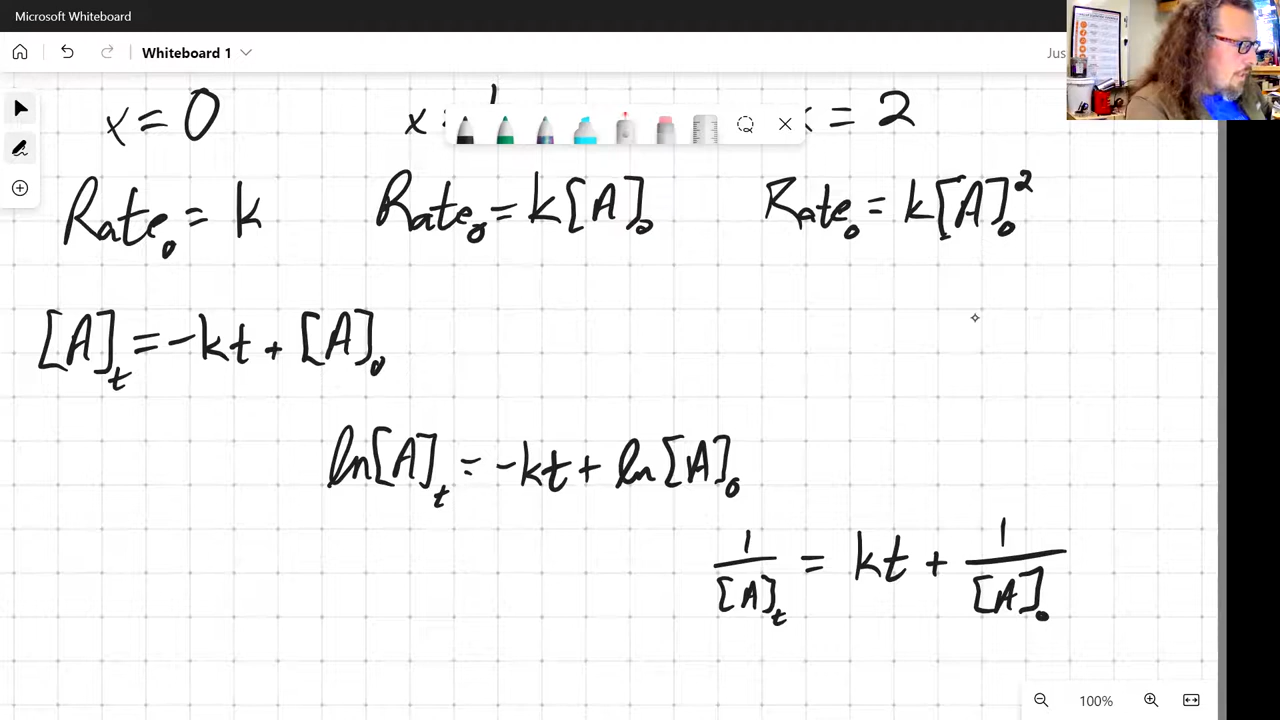 Microsoft Whiteboard
Whiteboard 1
Jus
x = 0
x =
= 2
Rate₀ = k
Rate₀ = k[A]₀
Rate₀ = k[A]₀²
[A]ₜ = -kt + [A]₀
ln[A]ₜ = -kt + ln[A]₀
1/[A]ₜ = kt + 1/[A]₀
100%